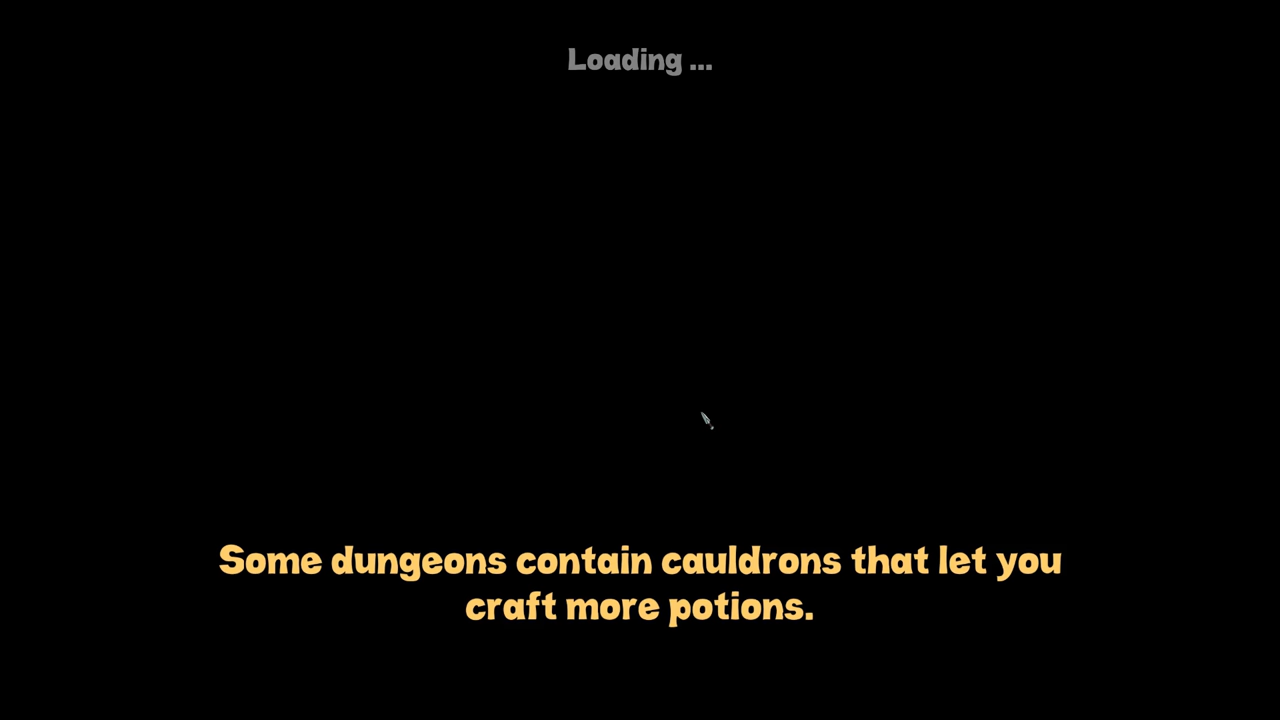 Loading ...
Some dungeons contain cauldrons that let you
craft more potions.